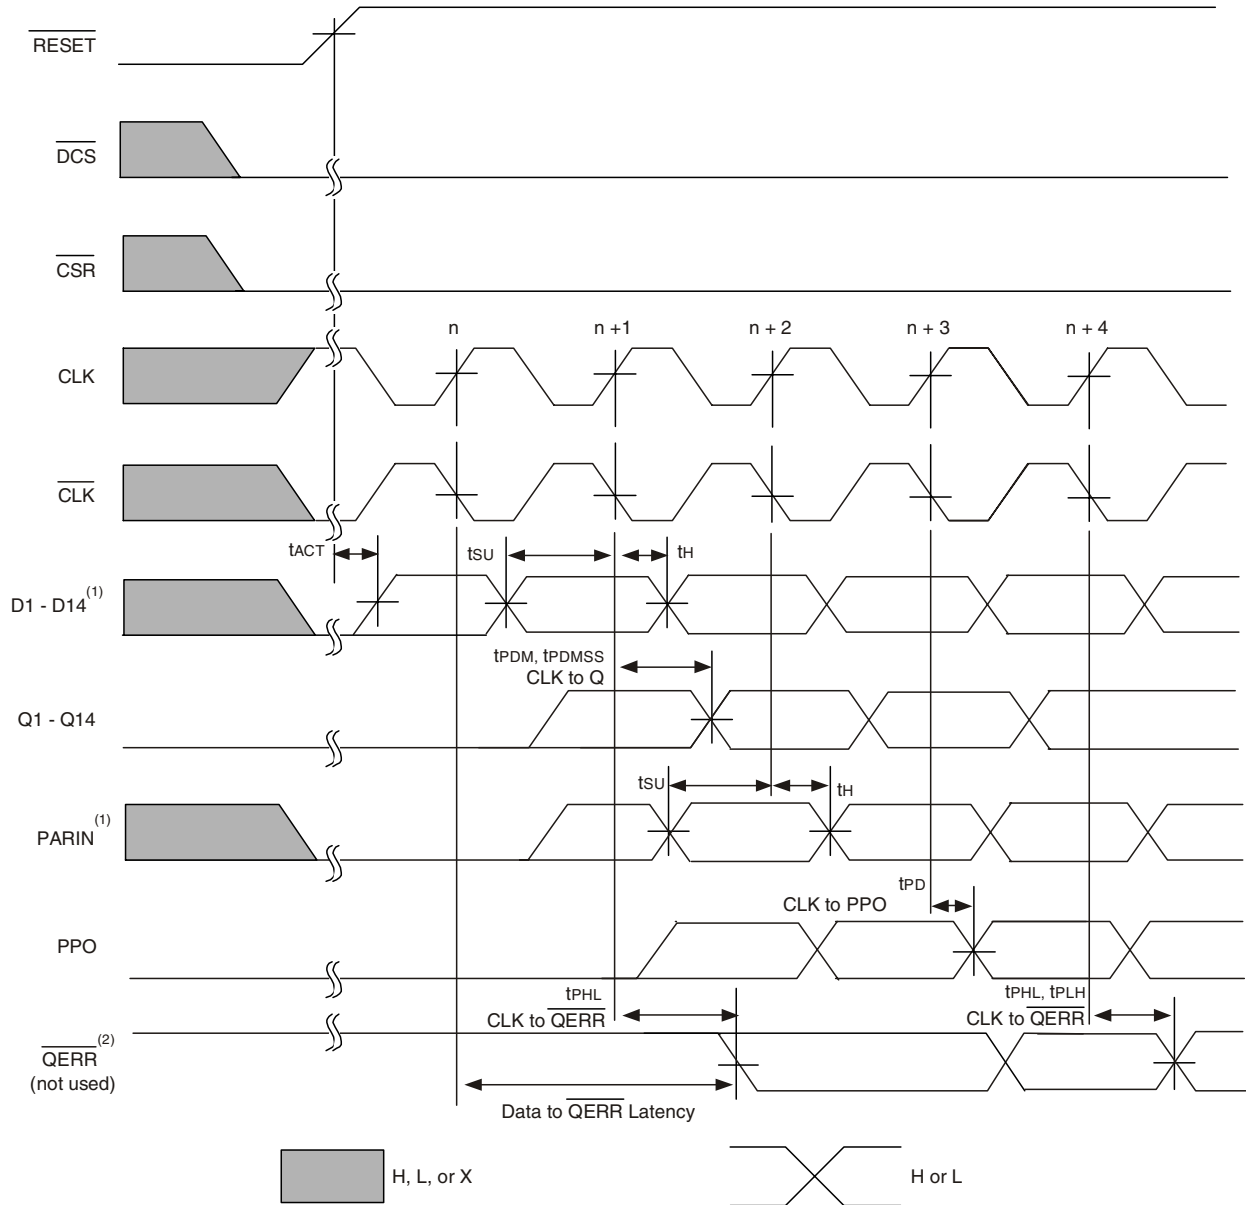 RESET
DCS
CSR
n n +1 n + 2 n + 3 n + 4
CLK
CLK
tACT tSU tH
D1 - D14(1)
tPDM, tPDMSS
CLK to Q
Q1 - Q14
tSU tH
PARIN(1)
tPD
CLK to PPO
PPO
tPHL tPHL, tPLH
CLK to QERR CLK to QERR
QERR(2)
(not used)
Data to QERR Latency
H, L, or X H or L